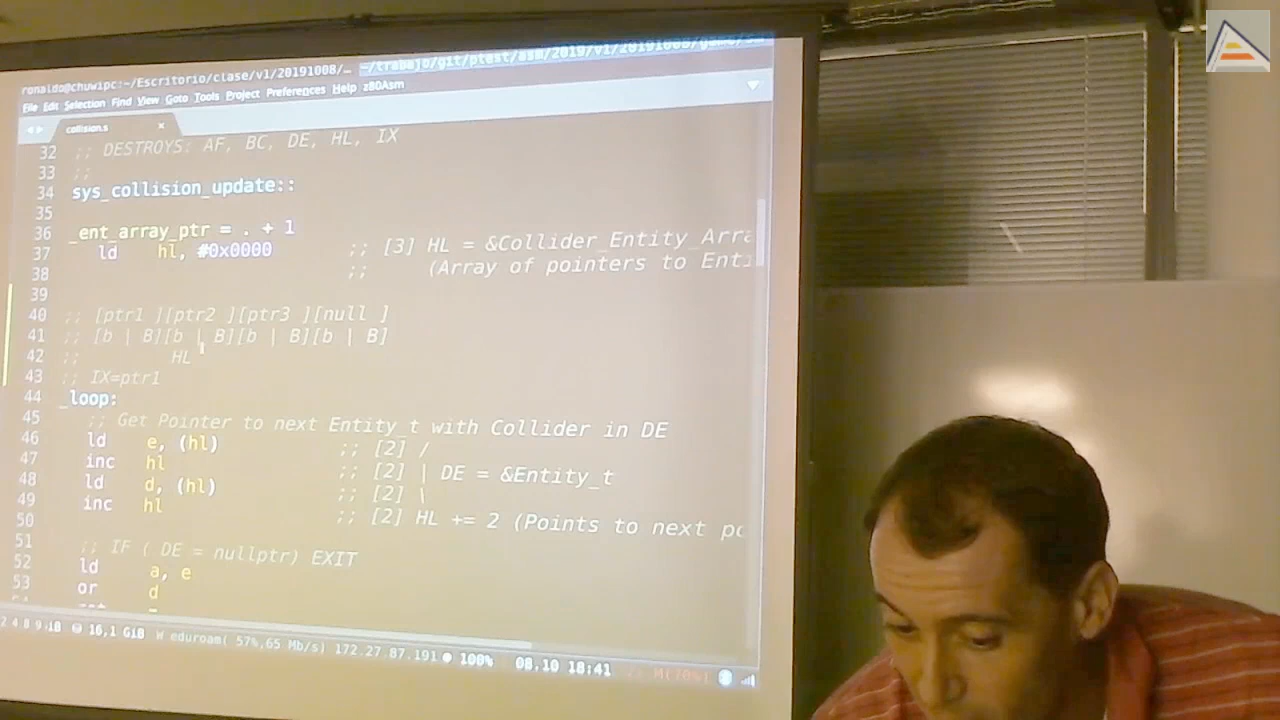 ronaldo@chuwipc:~/Escritorio/clase/v1/20191008/… ~/trabajo/git/ptest/asm/2019/v1/20191008/game/
File Edit Selection Find View Goto Tools Project Preferences Help z80Asm
collision.s
32 ;; DESTROYS: AF, BC, DE, HL, IX
33 ;;
34 sys_collision_update::
35
36 _ent_array_ptr = . + 1
37 ld hl, #0x0000 ;; [3] HL = &Collider_Entity_Arra
38 ;; (Array of pointers to Enti
39
40 ;; [ptr1 ][ptr2 ][ptr3 ][null ]
41 ;; [b | B][b | B][b | B][b | B]
42 ;; HL
43 ;; IX=ptr1
44 _loop:
45 ;; Get Pointer to next Entity_t with Collider in DE
46 ld e, (hl) ;; [2] /
47 inc hl ;; [2] | DE = &Entity_t
48 ld d, (hl) ;; [2] \
49 inc hl ;; [2] HL += 2 (Points to next po
50
51 ;; IF ( DE = nullptr) EXIT
52 ld a, e
53 or d
16,1 GiB W eduroam( 57%,65 Mb/s) 172.27.87.191 100% 08.10 18:41